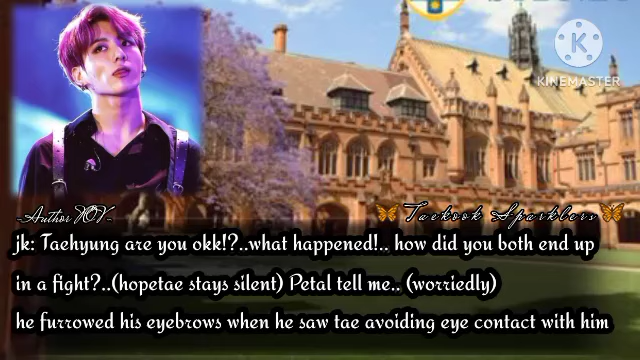 KINEMASTER
-Author POV-
🦋 Taekook Sparklers 🦋
jk: Taehyung are you okk!?..what happened!.. how did you both end up
in a fight?..(hopetae stays silent) Petal tell me.. (worriedly)
he furrowed his eyebrows when he saw tae avoiding eye contact with him